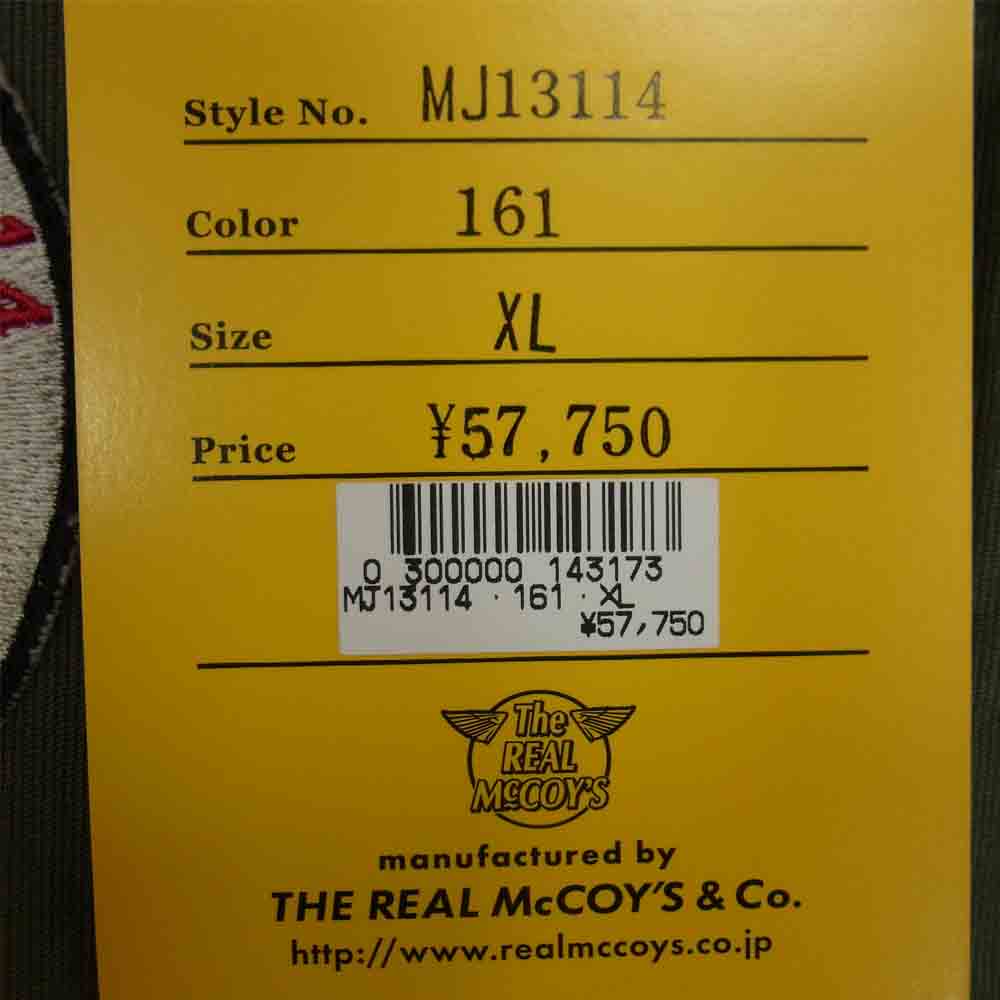 Style No. MJ13114
Color 161
Size XL
Price ¥57,750
0 300000 143173
MJ13114 · 161 · XL
¥57,750
The
REAL
McCOY'S
manufactured by
THE REAL McCOY'S & Co.
http://www.realmccoys.co.jp